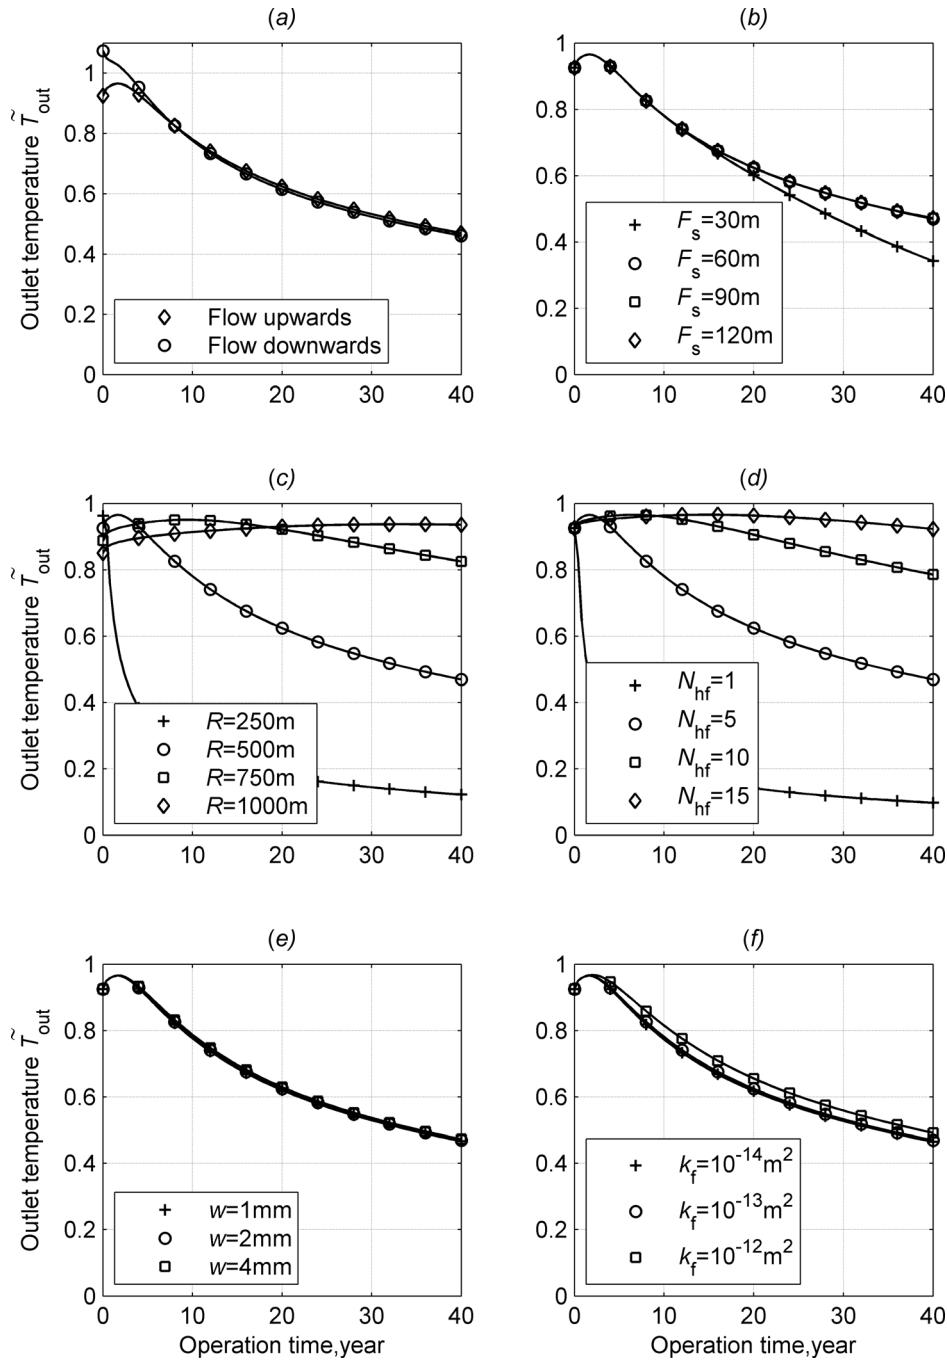 (a)
Outlet temperature T̃out
1
0.8
0.6
0.4
0.2
0
0 10 20 30 40
Flow upwards
Flow downwards
(b)
1
0.8
0.6
0.4
0.2
0
0 10 20 30 40
Fs=30m
Fs=60m
Fs=90m
Fs=120m
(c)
Outlet temperature T̃out
1
0.8
0.6
0.4
0.2
0
0 10 20 30 40
R=250m
R=500m
R=750m
R=1000m
(d)
1
0.8
0.6
0.4
0.2
0
0 10 20 30 40
Nhf=1
Nhf=5
Nhf=10
Nhf=15
(e)
Outlet temperature T̃out
1
0.8
0.6
0.4
0.2
0
0 10 20 30 40
Operation time,year
w=1mm
w=2mm
w=4mm
(f)
1
0.8
0.6
0.4
0.2
0
0 10 20 30 40
Operation time,year
kf=10⁻¹⁴m²
kf=10⁻¹³m²
kf=10⁻¹²m²